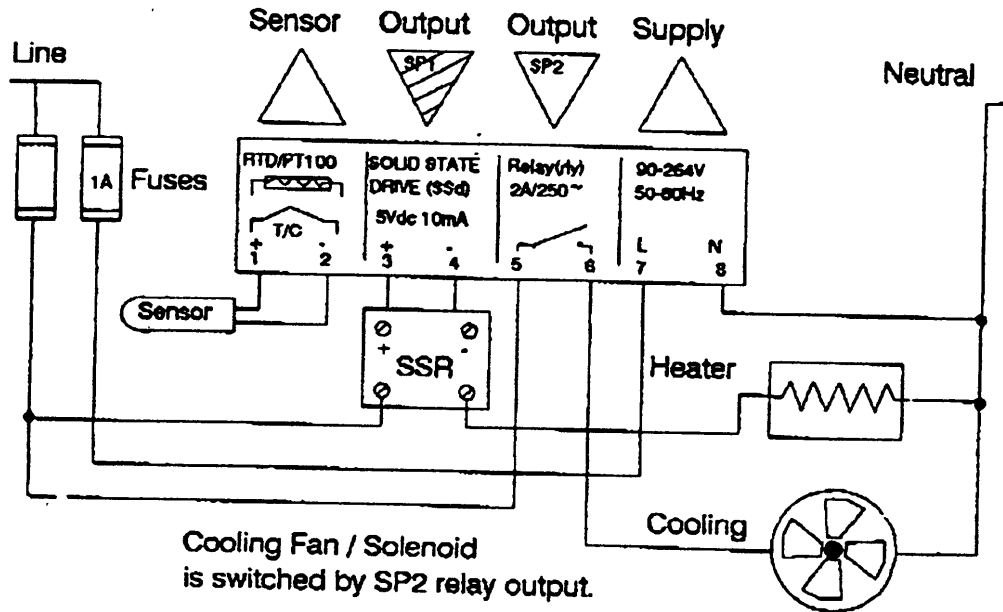 Sensor Output Output Supply
Line
Neutral
SP1
SP2
1A
Fuses
RTD/PT100
T/C
+ -
1 2
SOLID STATE
DRIVE (SSd)
5Vdc 10mA
+ -
3 4
Relay(rly)
2A/250~
5 6
90-264V
50-60Hz
L N
7 8
Sensor
+ -
SSR
Heater
Cooling
Cooling Fan / Solenoid
is switched by SP2 relay output.